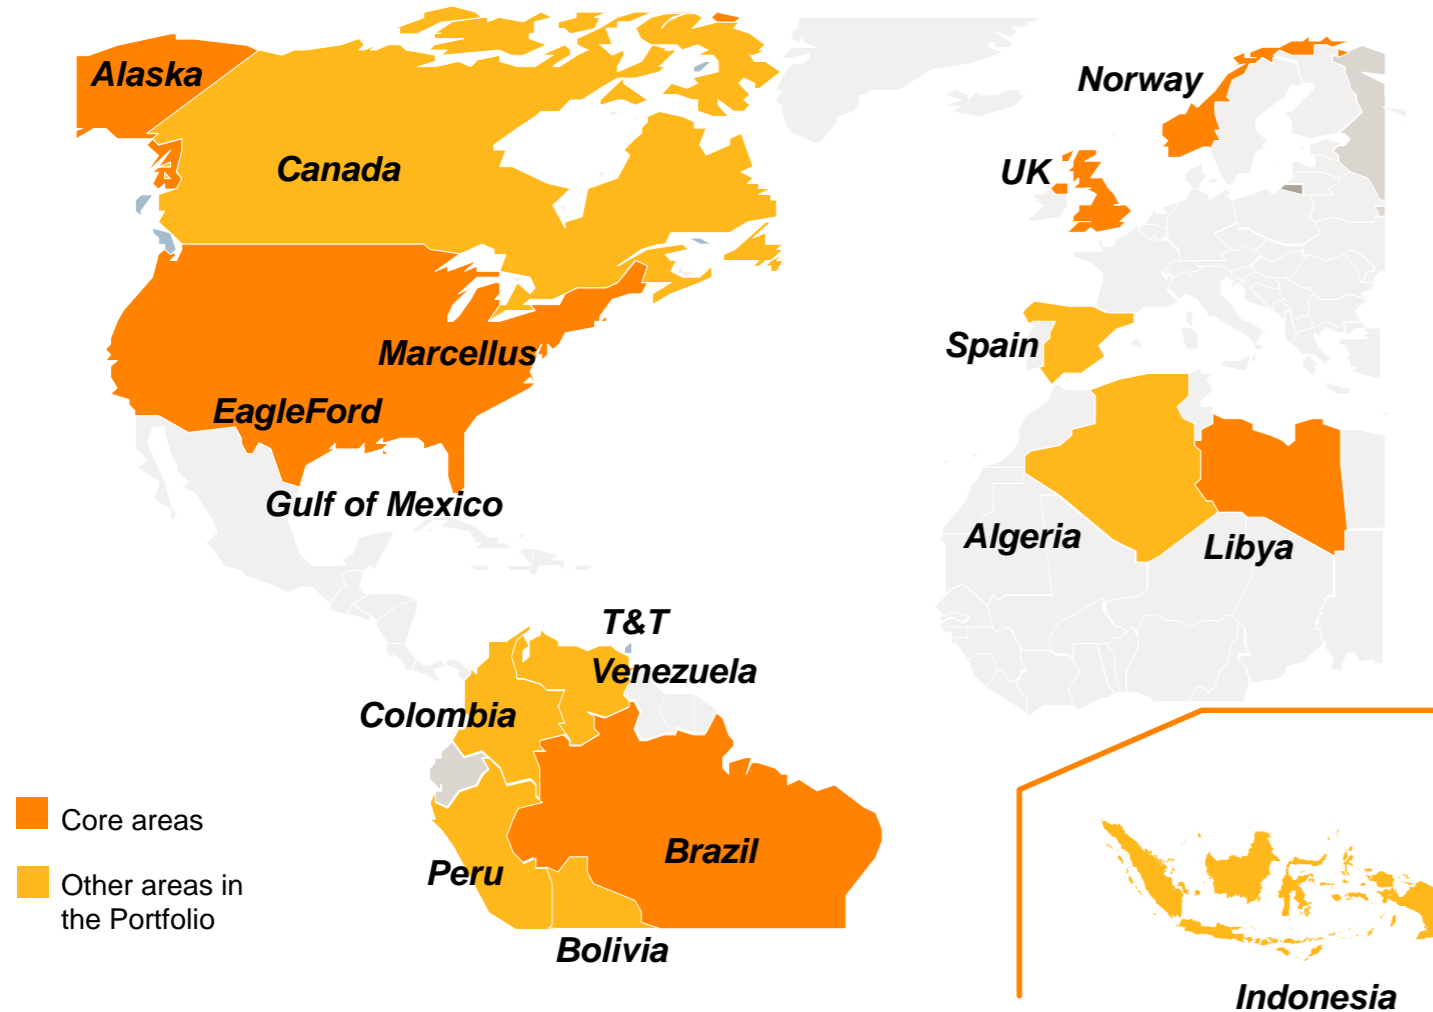 Alaska
Norway
Canada
UK
Spain
Marcellus
EagleFord
Gulf of Mexico
Algeria
Libya
T&T
Venezuela
Colombia
Core areas
Brazil
Peru
Other areas in
the Portfolio
Bolivia
Indonesia